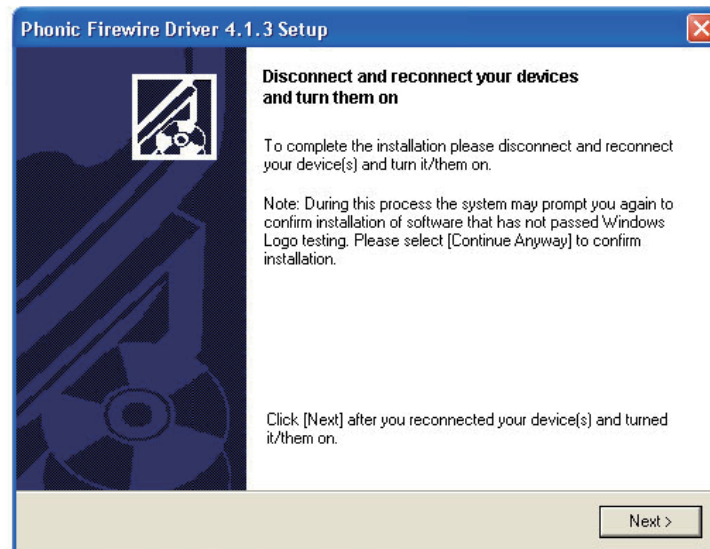 Phonic Firewire Driver 4.1.3 Setup
Disconnect and reconnect your devices
and turn them on
To complete the installation please disconnect and reconnect
your device(s) and turn it/them on.
Note: During this process the system may prompt you again to
confirm installation of software that has not passed Windows
Logo testing. Please select [Continue Anyway] to confirm
installation.
Click [Next] after you reconnected your device(s) and turned
it/them on.
Next >